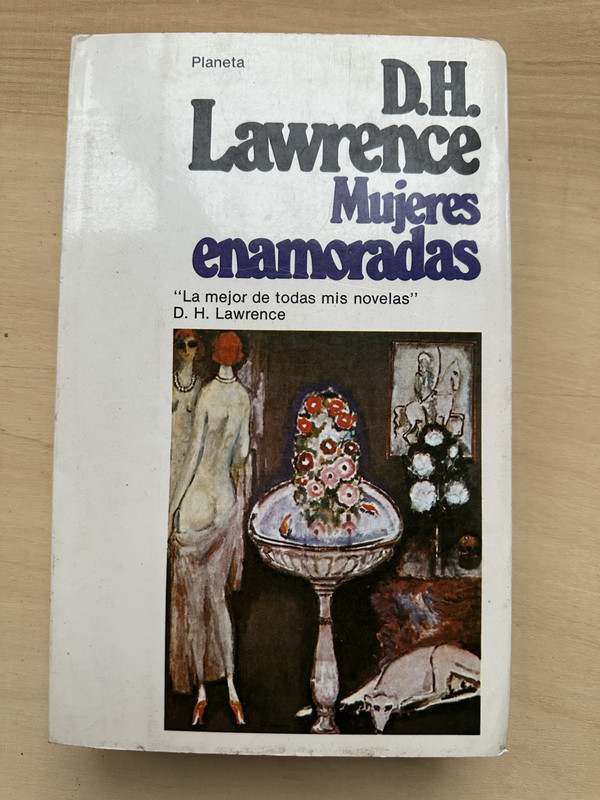 Planeta
D.H.
Lawrence
Mujeres
enamoradas
“La mejor de todas mis novelas”
D. H. Lawrence